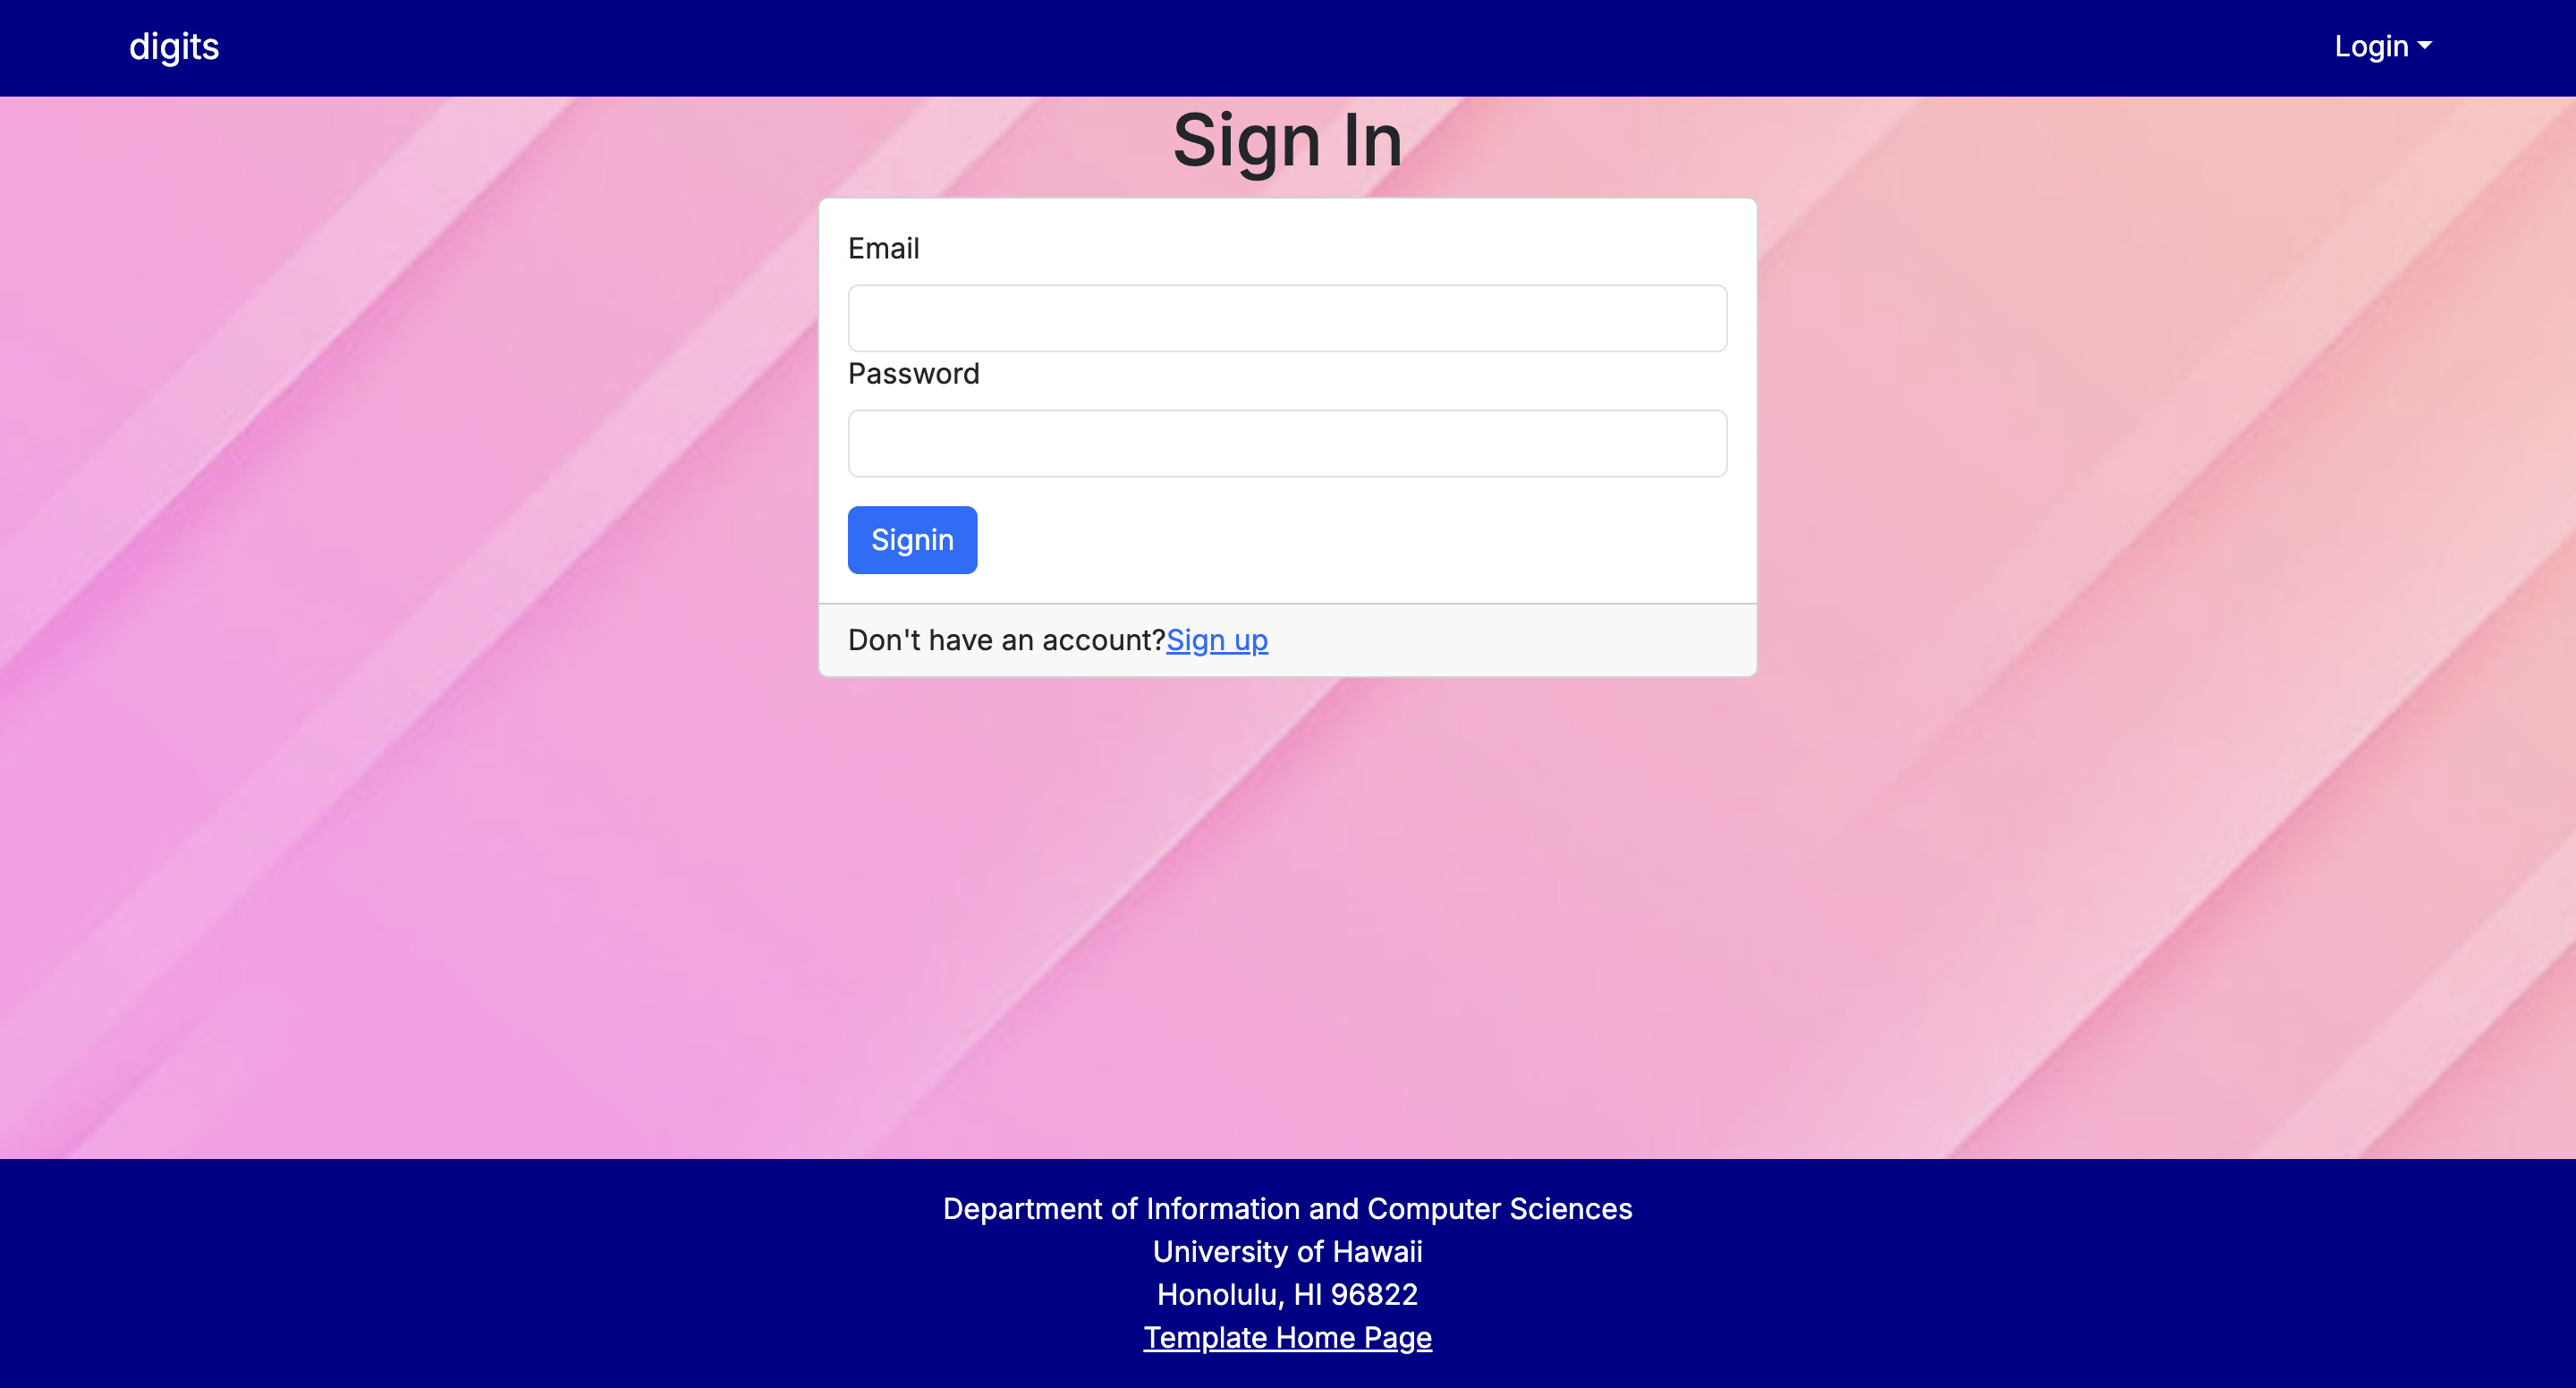 digits
Login
Sign In
Email
Password
Signin
Don't have an account?Sign up
Department of Information and Computer Sciences
University of Hawaii
Honolulu, HI 96822
Template Home Page